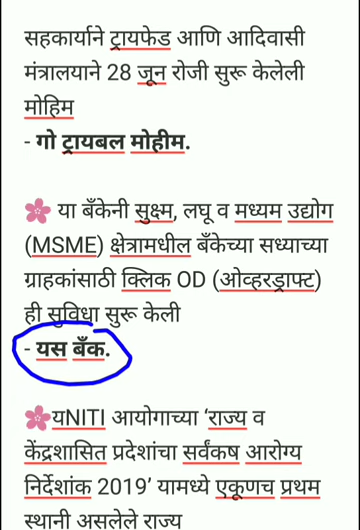 सहकार्याने ट्रायफेड आणि आदिवासी
मंत्रालयाने 28 जून रोजी सुरू केलेली
मोहिम
- गो ट्रायबल मोहीम.
या बँकेनी सुक्ष्म, लघू व मध्यम उद्योग
(MSME) क्षेत्रामधील बँकेच्या सध्याच्या
ग्राहकांसाठी क्लिक OD (ओव्हरड्राफ्ट)
ही सुविधा सुरू केली
- यस बँक.
यNITI आयोगाच्या ‘राज्य व
केंद्रशासित प्रदेशांचा सर्वंकष आरोग्य
निर्देशांक 2019’ यामध्ये एकूणच प्रथम
स्थानी असलेले राज्य